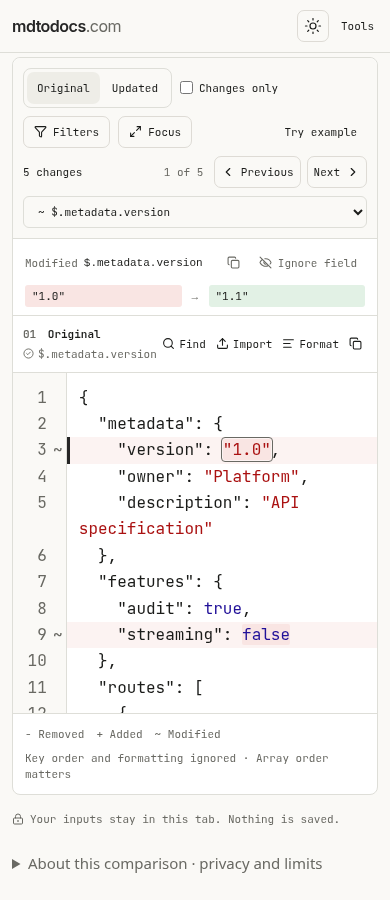 mdtodocs.com
Tools
Original Updated Changes only
Filters Focus Try example
5 changes 1 of 5 Previous Next
~ $.metadata.version
Modified $.metadata.version Ignore field
"1.0" → "1.1"
01 Original
$.metadata.version Find Import Format
1 {
2 "metadata": {
3 ~ "version": "1.0",
4 "owner": "Platform",
5 "description": "API
specification"
6 },
7 "features": {
8 "audit": true,
9 ~ "streaming": false
10 },
11 "routes": [
12 {
- Removed + Added ~ Modified
Key order and formatting ignored · Array order
matters
Your inputs stay in this tab. Nothing is saved.
About this comparison · privacy and limits